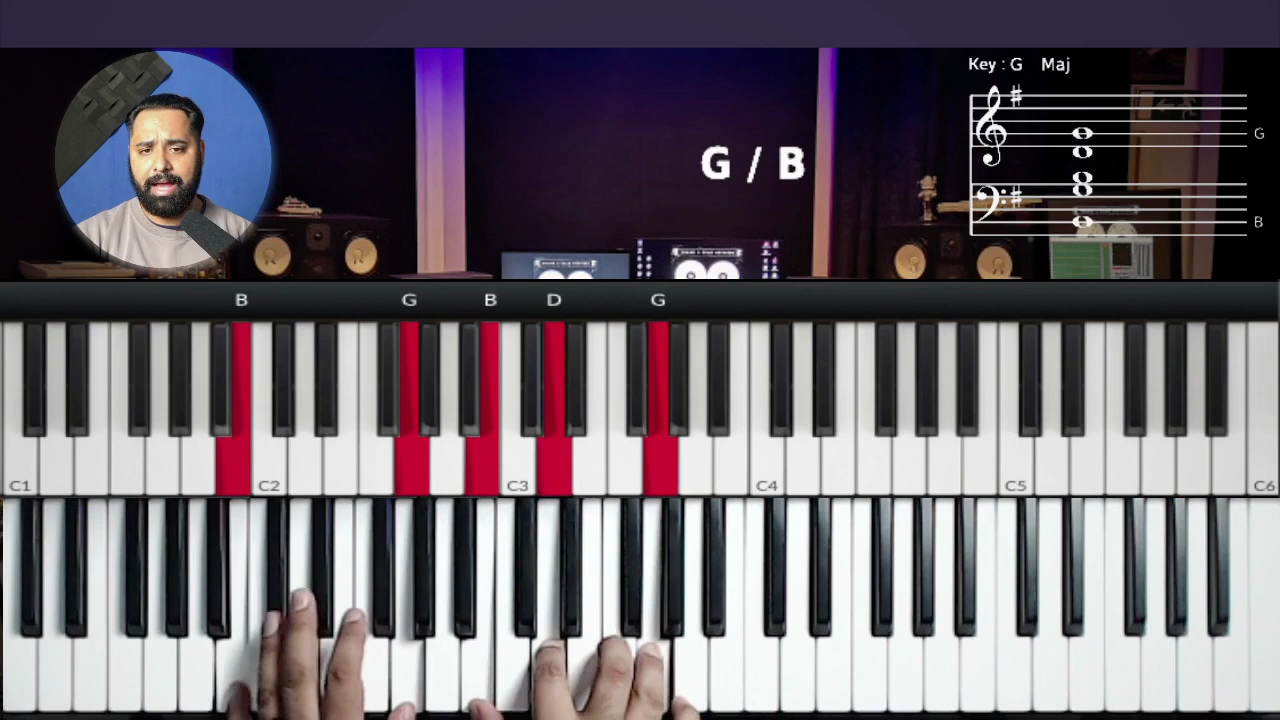 Key : G Maj
G / B
G
B
B G B D G
C1 C2 C3 C4 C5 C6